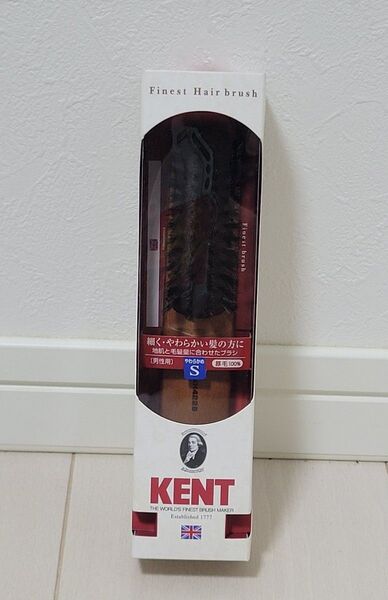 Finest Hair brush
Finest brush
細く・やわらかい髪の方に
地肌と毛髪量に合わせたブラシ
(男性用)
やわらかめ
S
豚毛100%
KENT
THE WORLD'S FINEST BRUSH MAKER
Established 1777